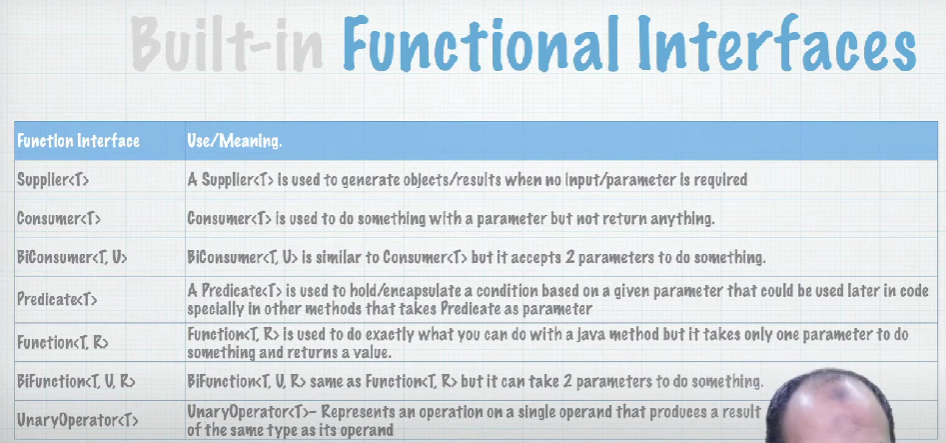 Built-in Functional Interfaces
Function Interface Use/Meaning.
Supplier<T> A Supplier<T> is used to generate objects/results when no input/parameter is required
Consumer<T> Consumer<T> is used to do something with a parameter but not return anything.
BiConsumer<T, U> BiConsumer<T, U> is similar to Consumer<T> but it accepts 2 parameters to do something.
Predicate<T> A Predicate<T> is used to hold/encapsulate a condition based on a given parameter that could be used later in code
specially in other methods that takes Predicate as parameter
Function<T, R> Function<T, R> is used to do exactly what you can do with a java method but it takes only one parameter to do
something and returns a value.
BiFunction<T, U, R> BiFunction<T, U, R> same as Function<T, R> but it can take 2 parameters to do something.
UnaryOperator<T> UnaryOperator<T>– Represents an operation on a single operand that produces a result
of the same type as its operand